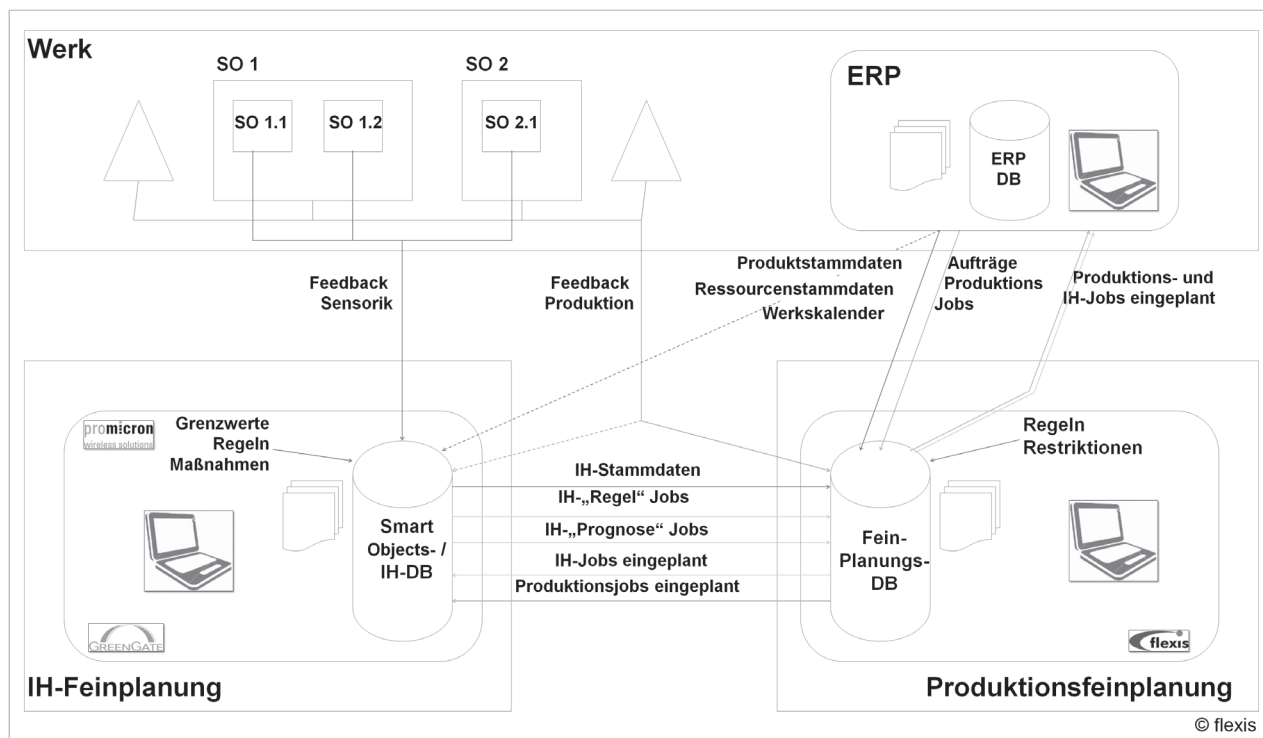 Werk
SO 1
SO 2
SO 1.1
SO 1.2
SO 2.1
ERP
ERP
DB
Feedback
Sensorik
Feedback
Produktion
Produktstammdaten
Ressourcenstammdaten
Werkskalender
Aufträge
Produktions
Jobs
Produktions- und
IH-Jobs eingeplant
promicron
wireless solutions
Grenzwerte
Regeln
Maßnahmen
Smart
Objects- /
IH-DB
GREENGATE
IH-Feinplanung
IH-Stammdaten
IH-„Regel“ Jobs
IH-„Prognose“ Jobs
IH-Jobs eingeplant
Produktionsjobs eingeplant
Regeln
Restriktionen
Fein-
Planungs-
DB
flexis
Produktionsfeinplanung
© flexis